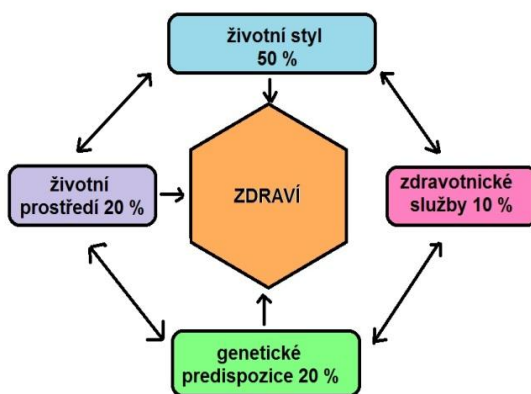 životní styl
50 %
životní
prostředí 20 %
ZDRAVÍ
zdravotnické
služby 10 %
genetické
predispozice 20 %